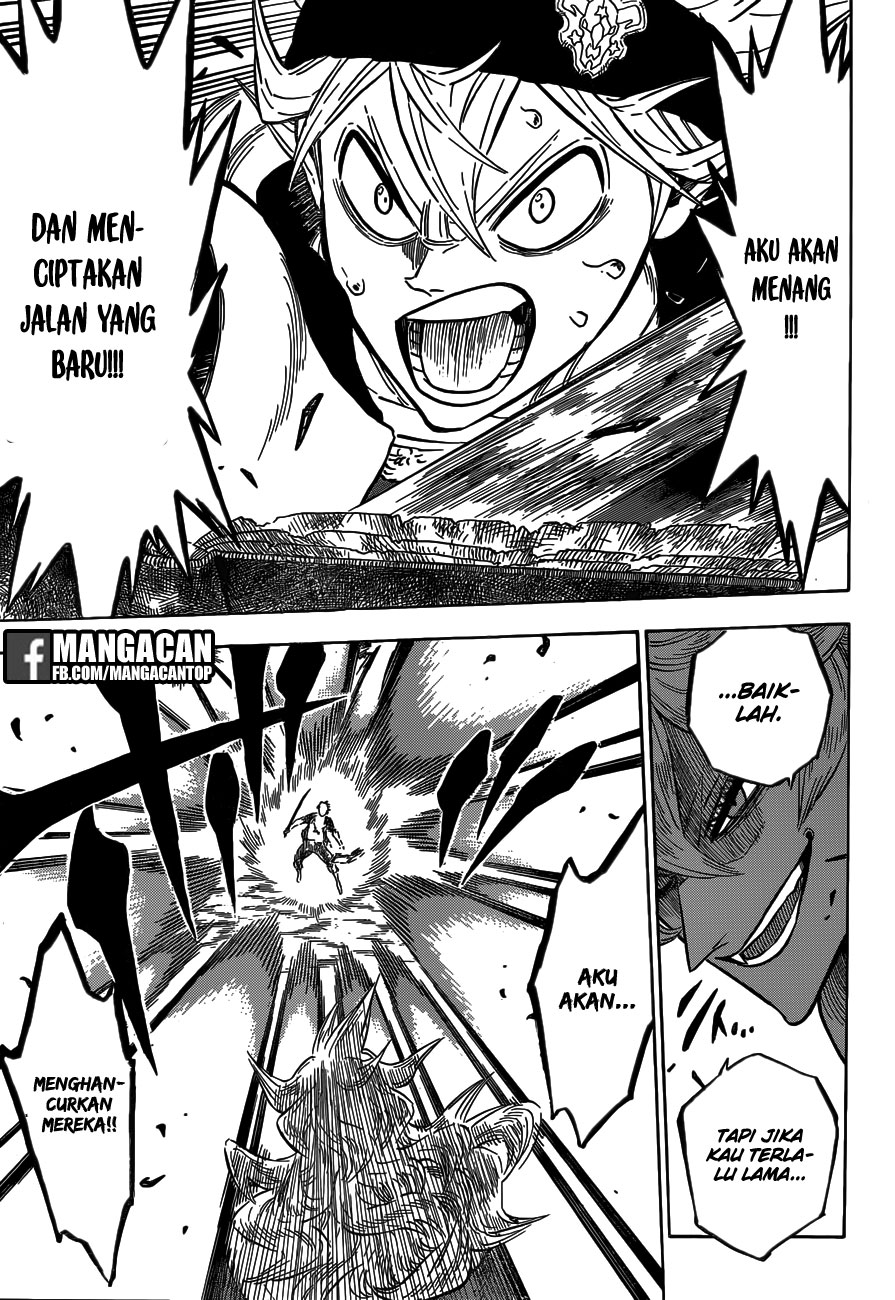 AKU AKAN
MENANG
!!!
DAN MEN-
CIPTAKAN
JALAN YANG
BARU!!!
MANGACAN
FB.COM/MANGACANTOP
...BAIK-
LAH.
TAPI JIKA
KAU TERLA-
LU LAMA...
AKU
AKAN...
MENGHAN-
CURKAN
MEREKA!!